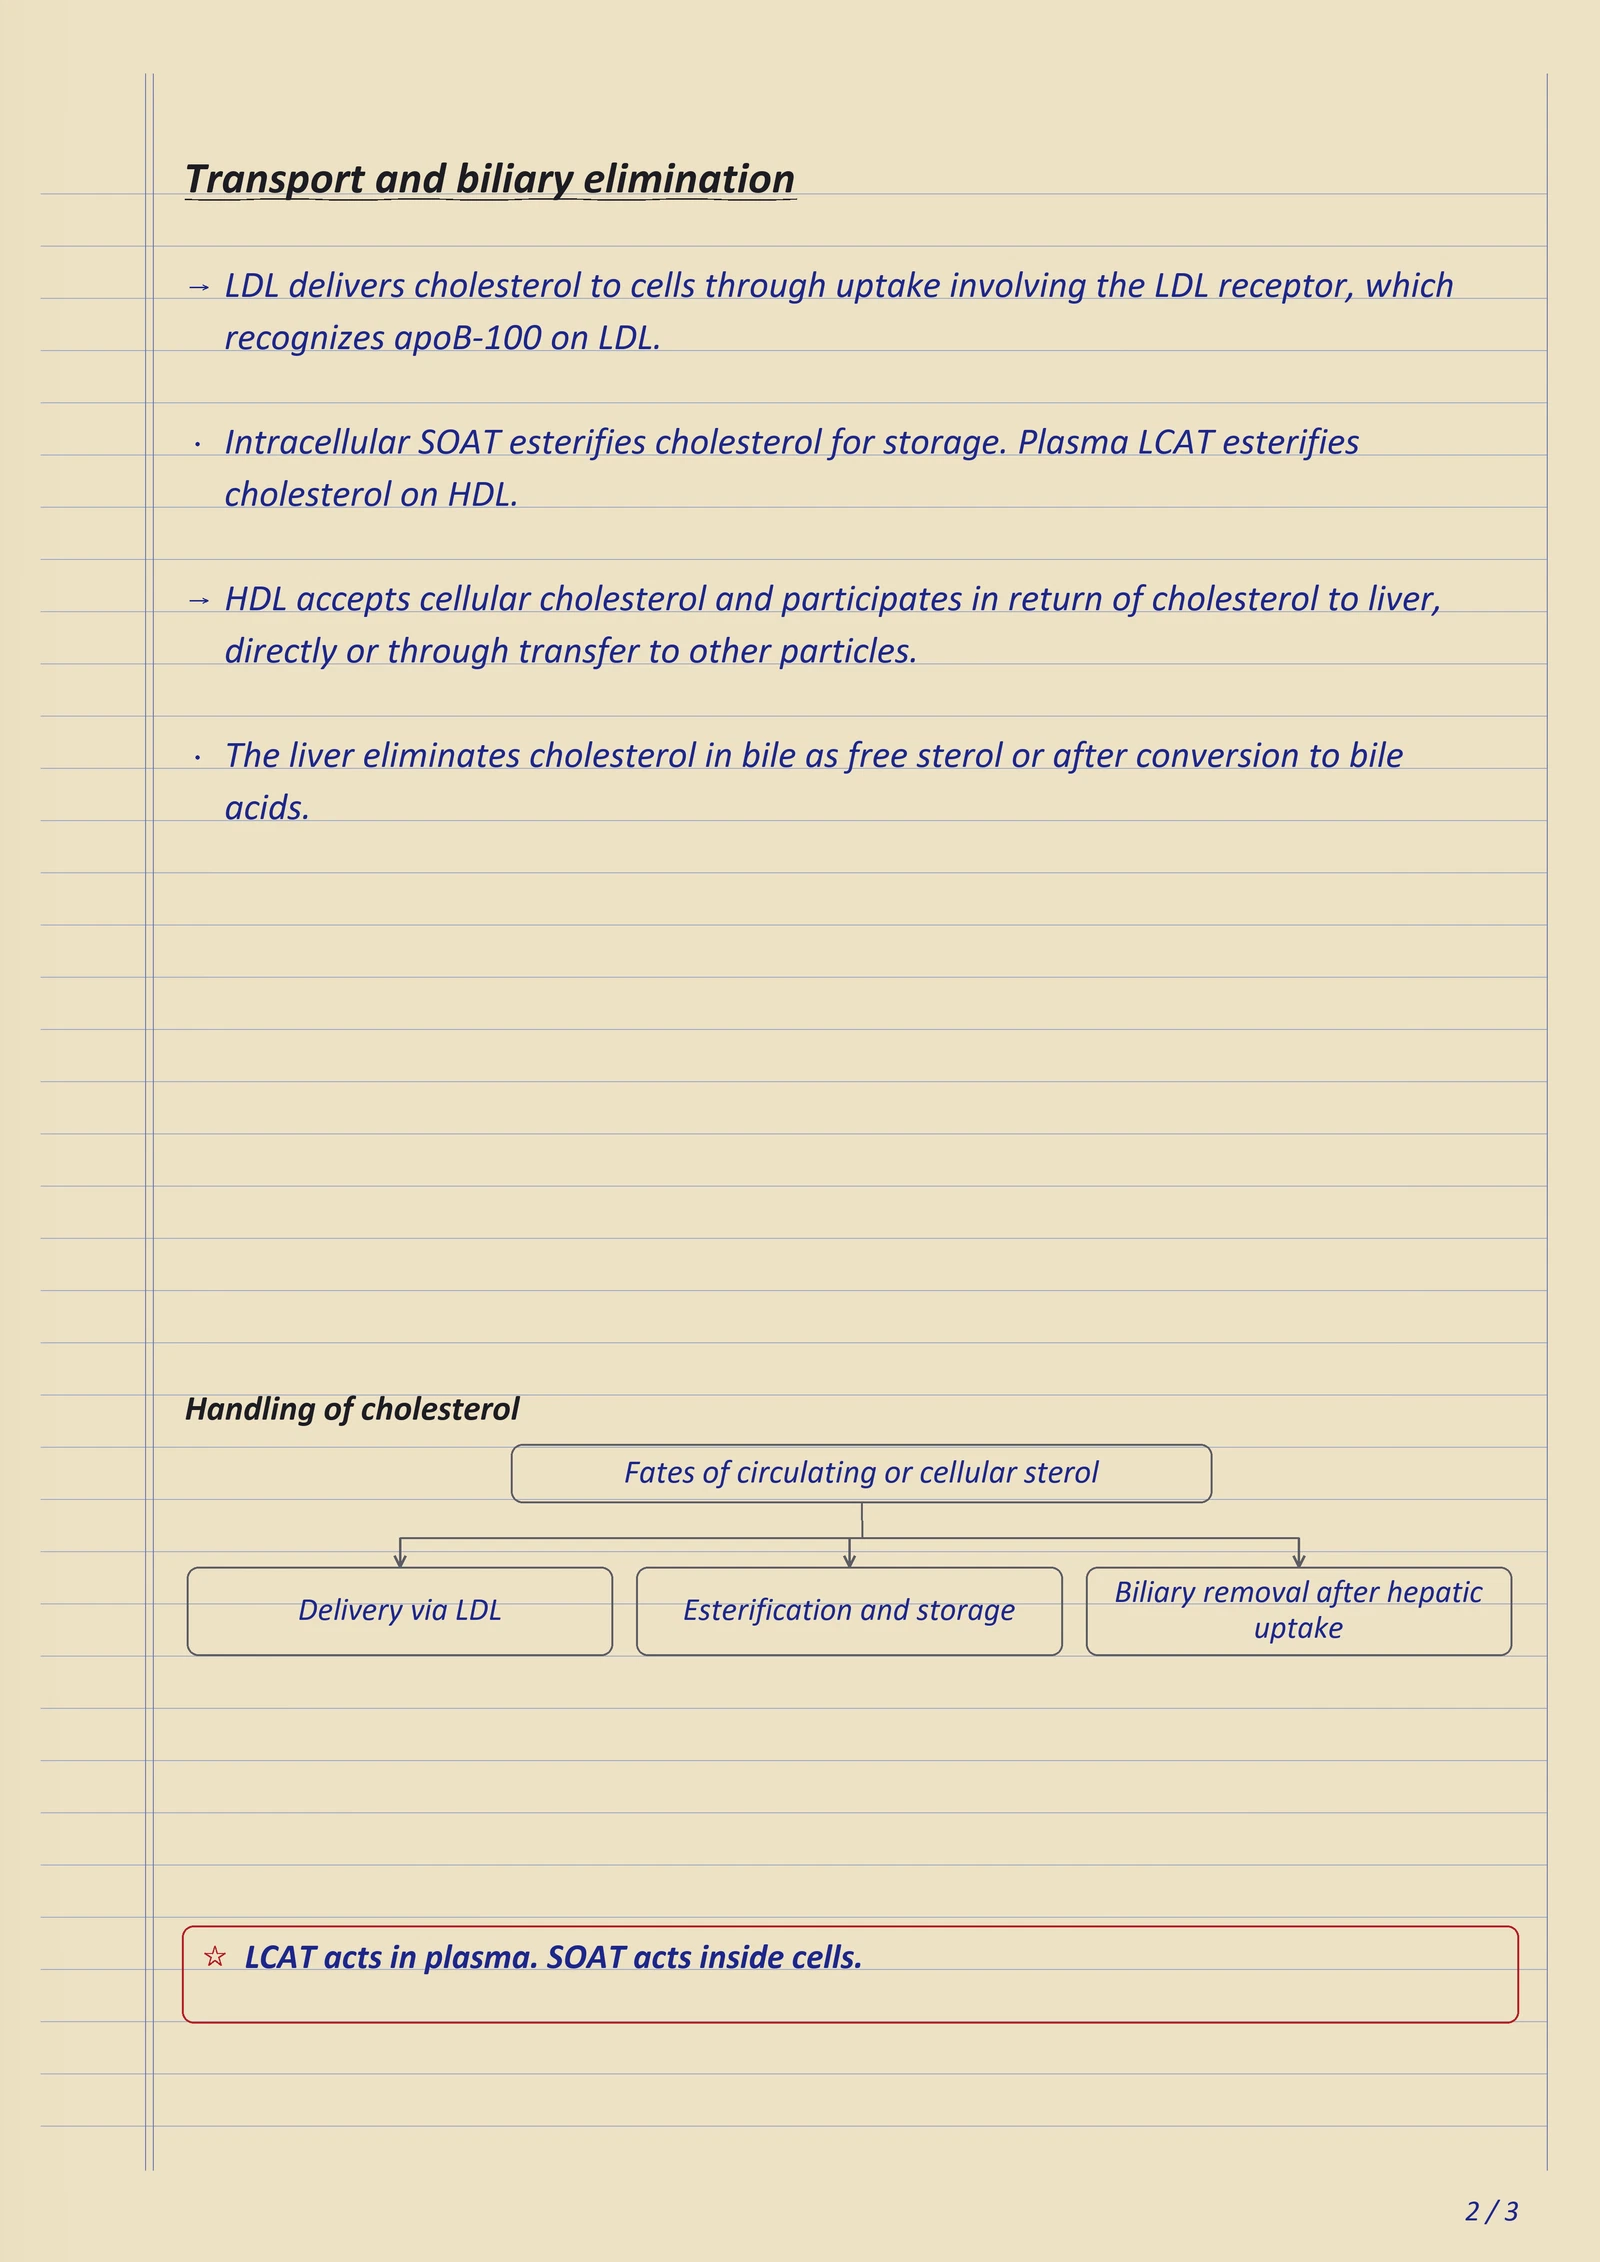 Transport and biliary elimination
→ LDL delivers cholesterol to cells through uptake involving the LDL receptor, which
recognizes apoB-100 on LDL.
· Intracellular SOAT esterifies cholesterol for storage. Plasma LCAT esterifies
cholesterol on HDL.
→ HDL accepts cellular cholesterol and participates in return of cholesterol to liver,
directly or through transfer to other particles.
· The liver eliminates cholesterol in bile as free sterol or after conversion to bile
acids.
Handling of cholesterol
Fates of circulating or cellular sterol
Delivery via LDL
Esterification and storage
Biliary removal after hepatic
uptake
☆ LCAT acts in plasma. SOAT acts inside cells.
2 / 3